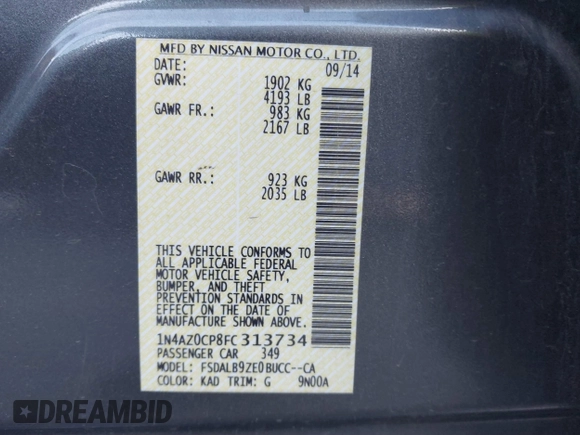 MFD BY NISSAN MOTOR CO., LTD.
DATE: 09/14
GVWR: 1902 KG
4193 LB
GAWR FR.: 983 KG
2167 LB
GAWR RR.: 923 KG
2035 LB
THIS VEHICLE CONFORMS TO
ALL APPLICABLE FEDERAL
MOTOR VEHICLE SAFETY,
BUMPER, AND THEFT
PREVENTION STANDARDS IN
EFFECT ON THE DATE OF
MANUFACTURE SHOWN ABOVE.
1N4AZ0CP8FC313734
PASSENGER CAR 349
MODEL: FSDALB9ZE0BUCC--CA
COLOR: KAD TRIM: G 9N00A
DREAMBID